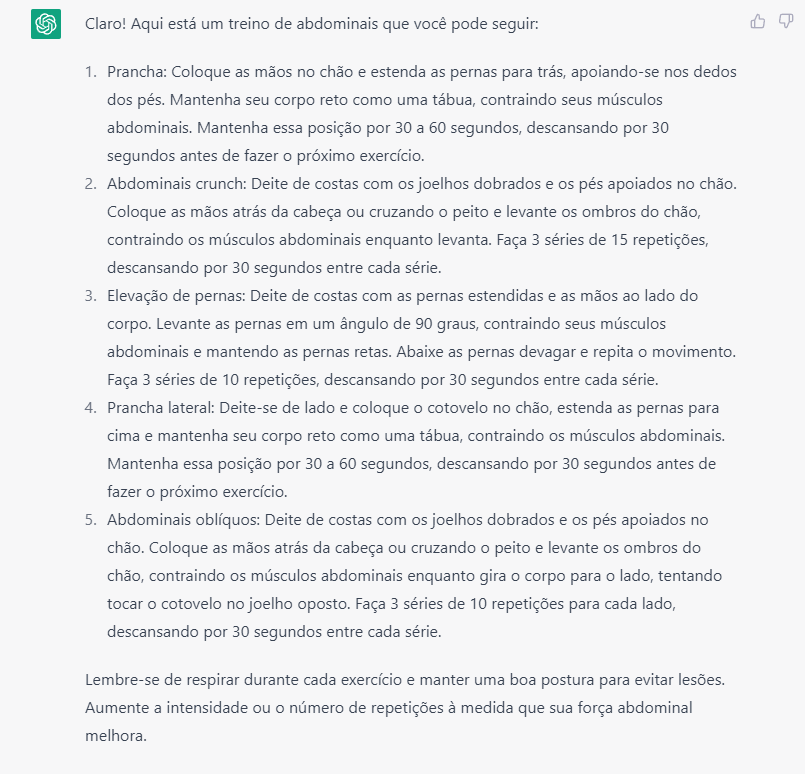 Claro! Aqui está um treino de abdominais que você pode seguir:
1. Prancha: Coloque as mãos no chão e estenda as pernas para trás, apoiando-se nos dedos
dos pés. Mantenha seu corpo reto como uma tábua, contraindo seus músculos
abdominais. Mantenha essa posição por 30 a 60 segundos, descansando por 30
segundos antes de fazer o próximo exercício.
2. Abdominais crunch: Deite de costas com os joelhos dobrados e os pés apoiados no chão.
Coloque as mãos atrás da cabeça ou cruzando o peito e levante os ombros do chão,
contraindo os músculos abdominais enquanto levanta. Faça 3 séries de 15 repetições,
descansando por 30 segundos entre cada série.
3. Elevação de pernas: Deite de costas com as pernas estendidas e as mãos ao lado do
corpo. Levante as pernas em um ângulo de 90 graus, contraindo seus músculos
abdominais e mantendo as pernas retas. Abaixe as pernas devagar e repita o movimento.
Faça 3 séries de 10 repetições, descansando por 30 segundos entre cada série.
4. Prancha lateral: Deite-se de lado e coloque o cotovelo no chão, estenda as pernas para
cima e mantenha seu corpo reto como uma tábua, contraindo os músculos abdominais.
Mantenha essa posição por 30 a 60 segundos, descansando por 30 segundos antes de
fazer o próximo exercício.
5. Abdominais oblíquos: Deite de costas com os joelhos dobrados e os pés apoiados no
chão. Coloque as mãos atrás da cabeça ou cruzando o peito e levante os ombros do
chão, contraindo os músculos abdominais enquanto gira o corpo para o lado, tentando
tocar o cotovelo no joelho oposto. Faça 3 séries de 10 repetições para cada lado,
descansando por 30 segundos entre cada série.
Lembre-se de respirar durante cada exercício e manter uma boa postura para evitar lesões.
Aumente a intensidade ou o número de repetições à medida que sua força abdominal
melhora.